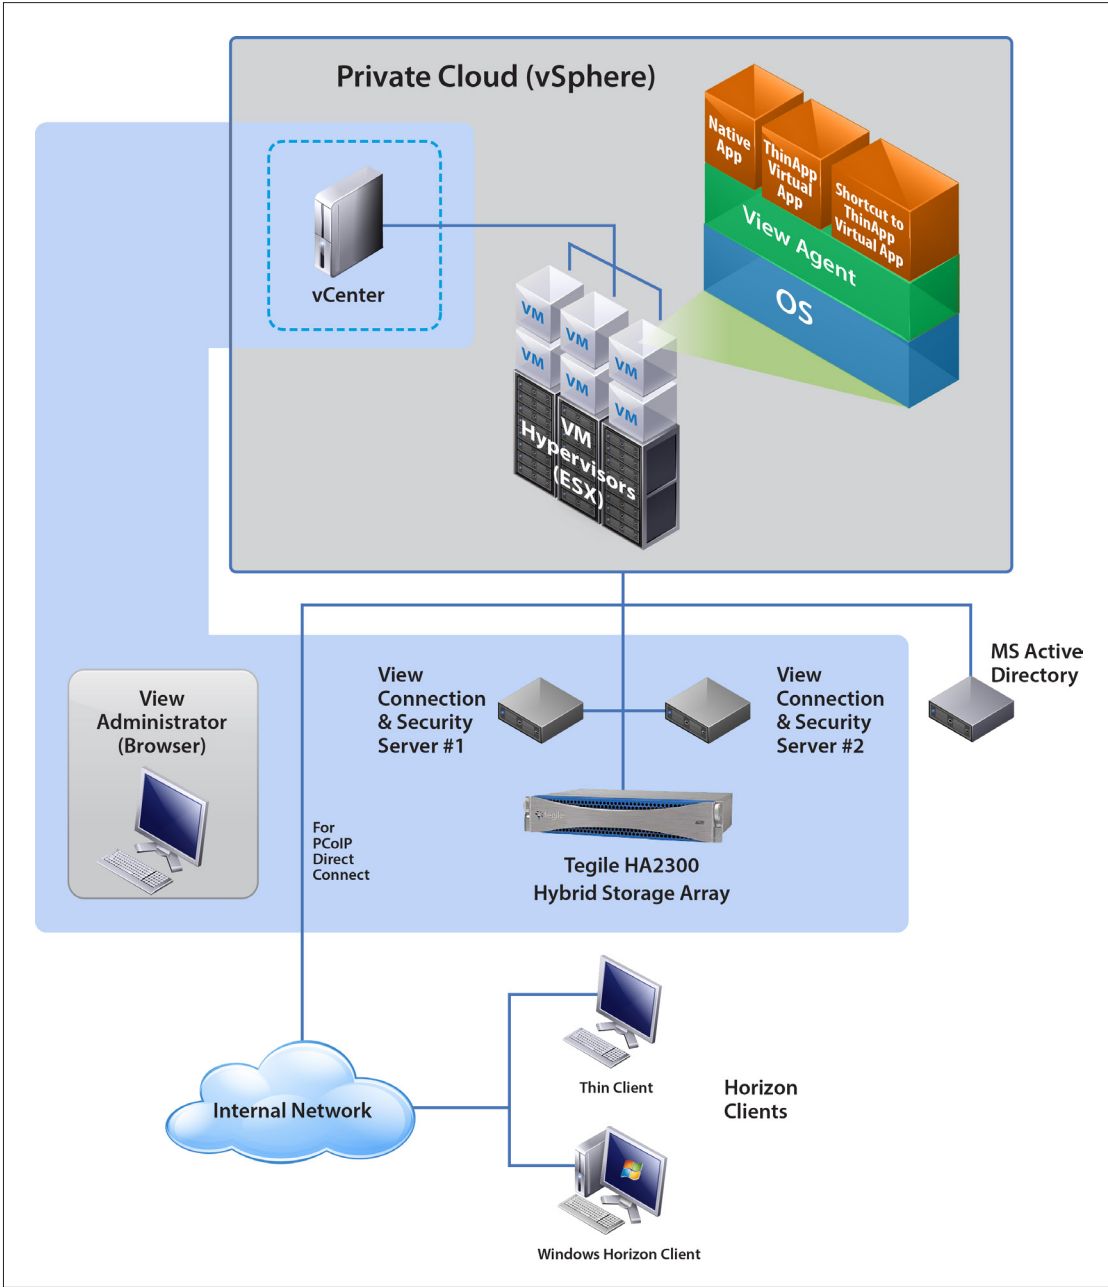 Private Cloud (vSphere)
Native
App
ThinApp
Virtual
App
Shortcut to
ThinApp
Virtual App
View Agent
OS
vCenter
VM
VM
VM
VM
VM
VM
VM
Hypervisors
(ESX)
MS Active
Directory
View
Connection
& Security
Server #1
View
Connection
& Security
Server #2
View
Administrator
(Browser)
Tegile
For
PCoIP
Direct
Connect
Tegile HA2300
Hybrid Storage Array
Internal Network
Thin Client
Horizon
Clients
Windows Horizon Client